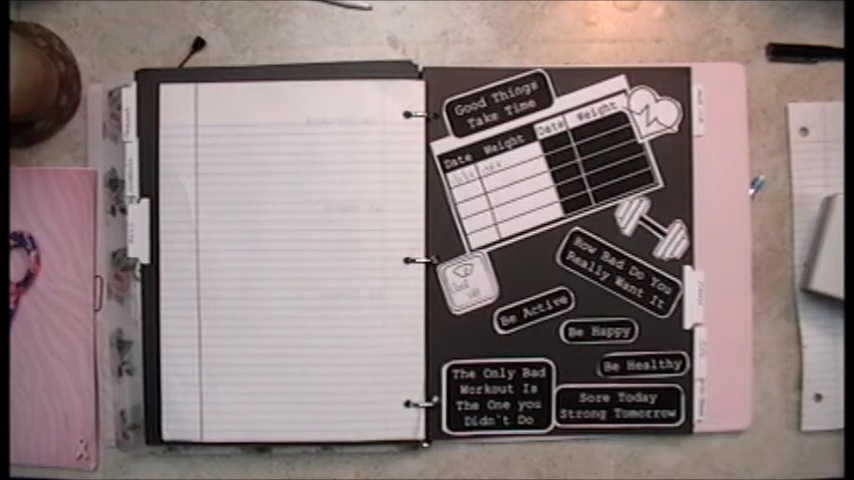 Good Things
Take Time
Date Weight Date Weight
How Bad Do You
Really Want It
Be Active
Be Happy
Be Healthy
The Only Bad
Workout Is
The One you
Didn't Do
Sore Today
Strong Tomorrow